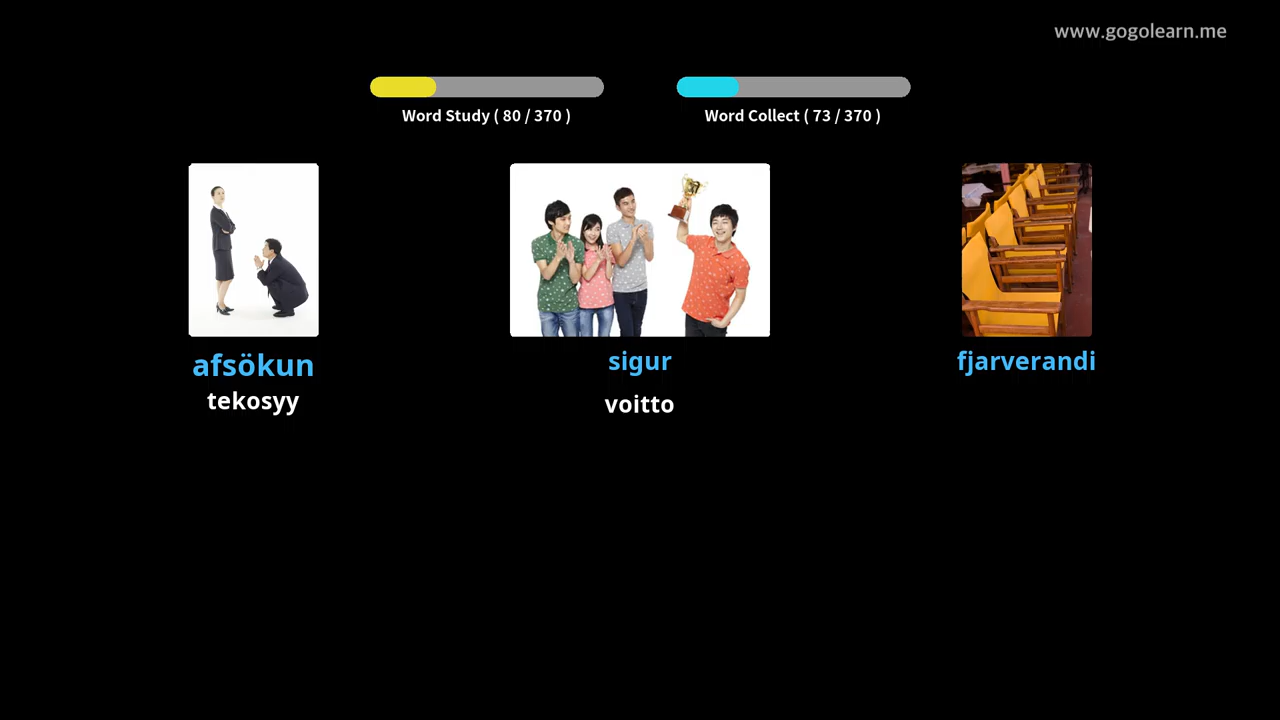 www.gogolearn.me
Word Study ( 80 / 370 )
Word Collect ( 73 / 370 )
afsökun
tekosyy
sigur
voitto
fjarverandi